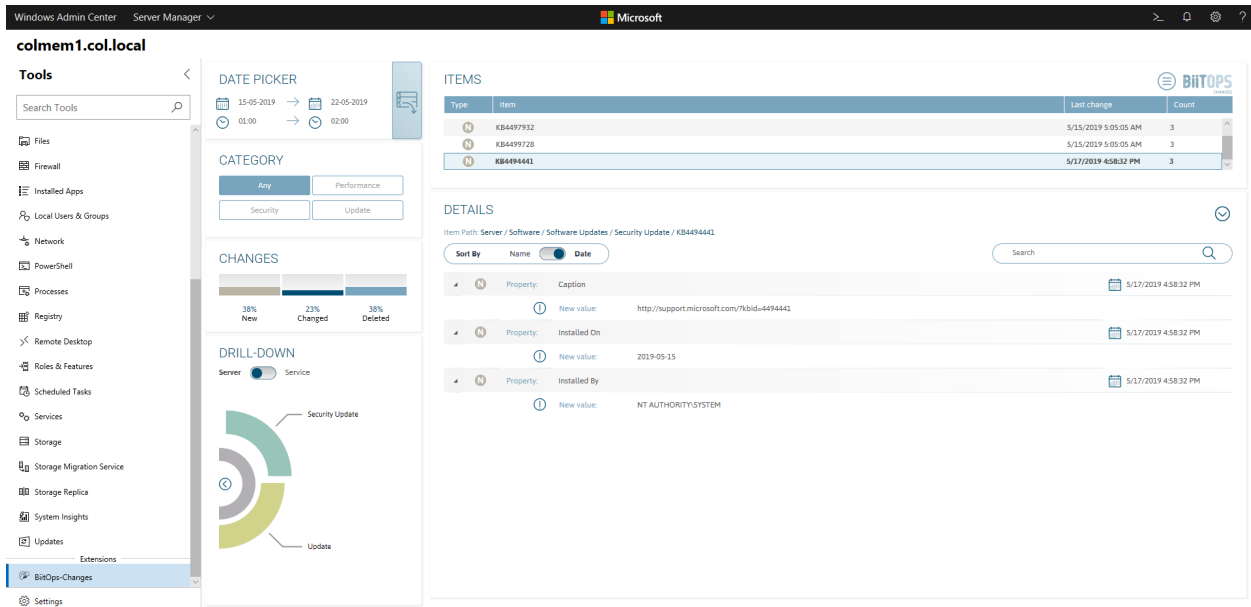 Windows Admin Center Server Manager
Microsoft
?
colmem1.col.local
Tools
Search Tools
Files
Firewall
Installed Apps
Local Users & Groups
Network
PowerShell
Processes
Registry
Remote Desktop
Roles & Features
Scheduled Tasks
Services
Storage
Storage Migration Service
Storage Replica
System Insights
Updates
Extensions
BiitOps-Changes
Settings
DATE PICKER
15-05-2019 22-05-2019
01:00 02:00
CATEGORY
Any Performance
Security Update
CHANGES
38% 23% 38%
New Changed Deleted
DRILL-DOWN
Server Service
Security Update
Update
ITEMS
BiiTOPS
CHANGES
Type Item Last change Count
N KB4497932 5/15/2019 5:05:05 AM 3
N KB4499728 5/15/2019 5:05:05 AM 3
N KB4494441 5/17/2019 4:58:32 PM 3
DETAILS
Item Path: Server / Software / Software Updates / Security Update / KB4494441
Sort By Name Date Search
N Property: Caption 5/17/2019 4:58:32 PM
New value: http://support.microsoft.com/?kbid=4494441
N Property: Installed On 5/17/2019 4:58:32 PM
New value: 2019-05-15
N Property: Installed By 5/17/2019 4:58:32 PM
New value: NT AUTHORITY\SYSTEM